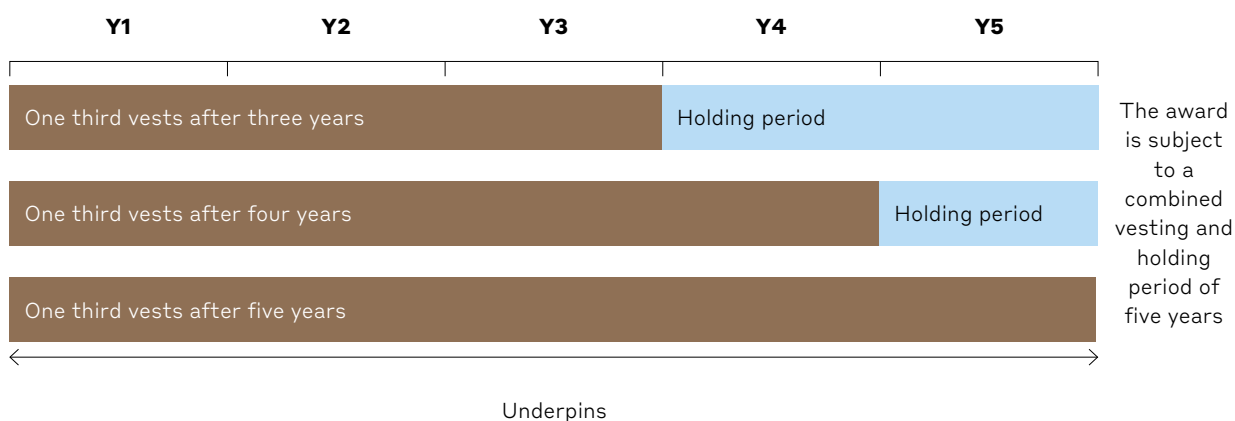 Y1 Y2 Y3 Y4 Y5
One third vests after three years
Holding period
One third vests after four years
Holding period
One third vests after five years
The award
is subject
to a
combined
vesting and
holding
period of
five years
Underpins